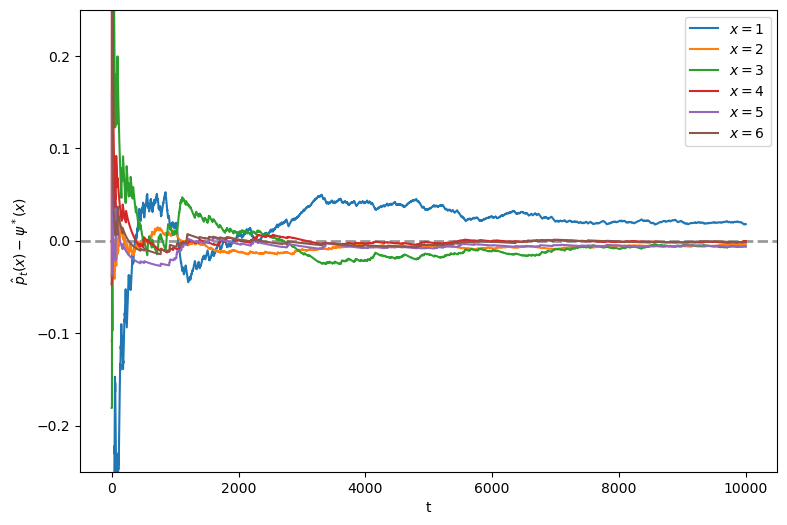 0.2
0.1
0.0
−0.1
−0.2
p̂ₜ(x) − ψ*(x)
0 2000 4000 6000 8000 10000
t
x = 1
x = 2
x = 3
x = 4
x = 5
x = 6